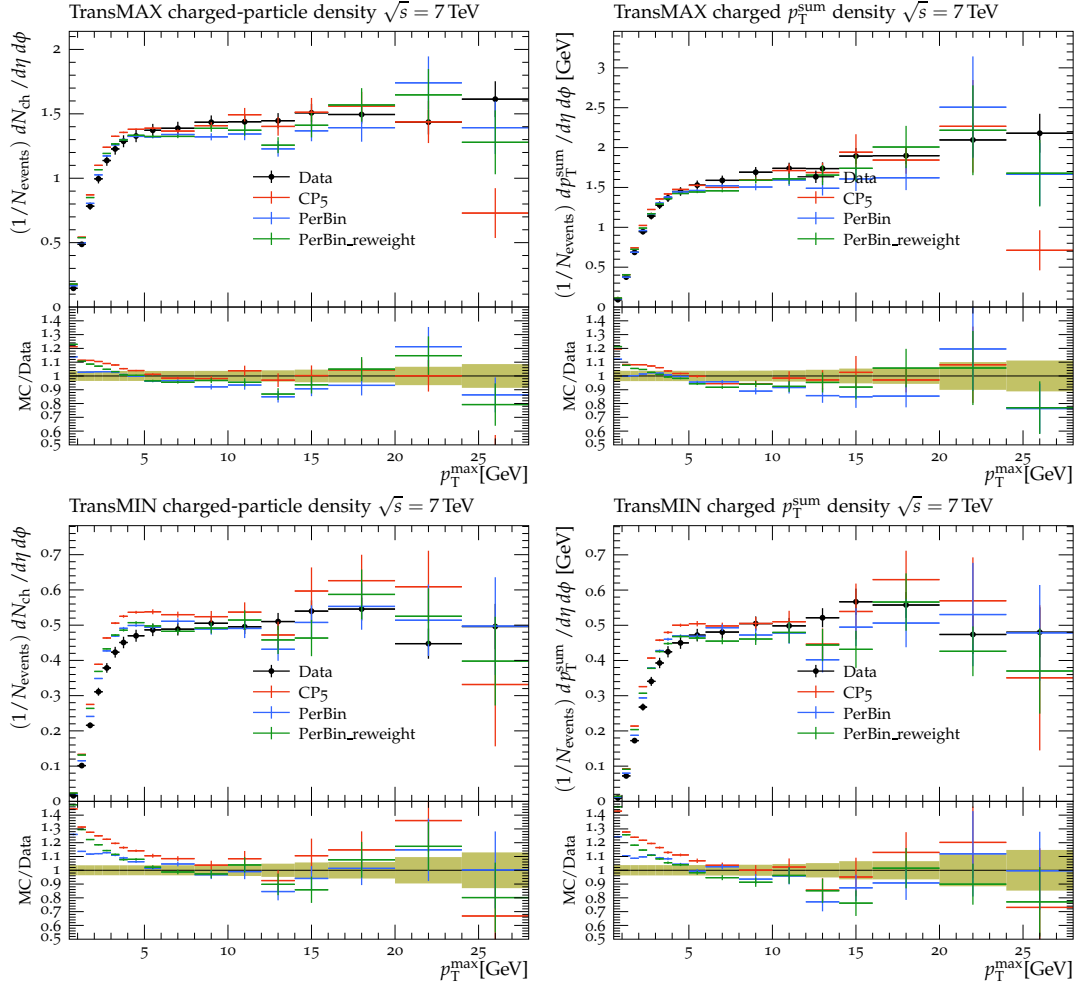 TransMAX charged-particle density √s = 7 TeV
(1/N_events) dN_ch / dη dϕ
2
1.5
1
0.5
0
Data
CP5
PerBin
PerBin_reweight
MC/Data
1.4
1.3
1.2
1.1
1
0.9
0.8
0.7
0.6
0.5
5 10 15 20 25
p_T^max[GeV]
TransMAX charged p_T^sum density √s = 7 TeV
(1/N_events) dp_T^sum / dη dϕ [GeV]
3
2.5
2
1.5
1
0.5
0
Data
CP5
PerBin
PerBin_reweight
MC/Data
1.4
1.3
1.2
1.1
1
0.9
0.8
0.7
0.6
0.5
5 10 15 20 25
p_T^max[GeV]
TransMIN charged-particle density √s = 7 TeV
(1/N_events) dN_ch / dη dϕ
0.7
0.6
0.5
0.4
0.3
0.2
0.1
0
Data
CP5
PerBin
PerBin_reweight
MC/Data
1.4
1.3
1.2
1.1
1
0.9
0.8
0.7
0.6
0.5
5 10 15 20 25
p_T^max[GeV]
TransMIN charged p_T^sum density √s = 7 TeV
(1/N_events) dp_T^sum / dη dϕ [GeV]
0.7
0.6
0.5
0.4
0.3
0.2
0.1
0
Data
CP5
PerBin
PerBin_reweight
MC/Data
1.4
1.3
1.2
1.1
1
0.9
0.8
0.7
0.6
0.5
5 10 15 20 25
p_T^max[GeV]